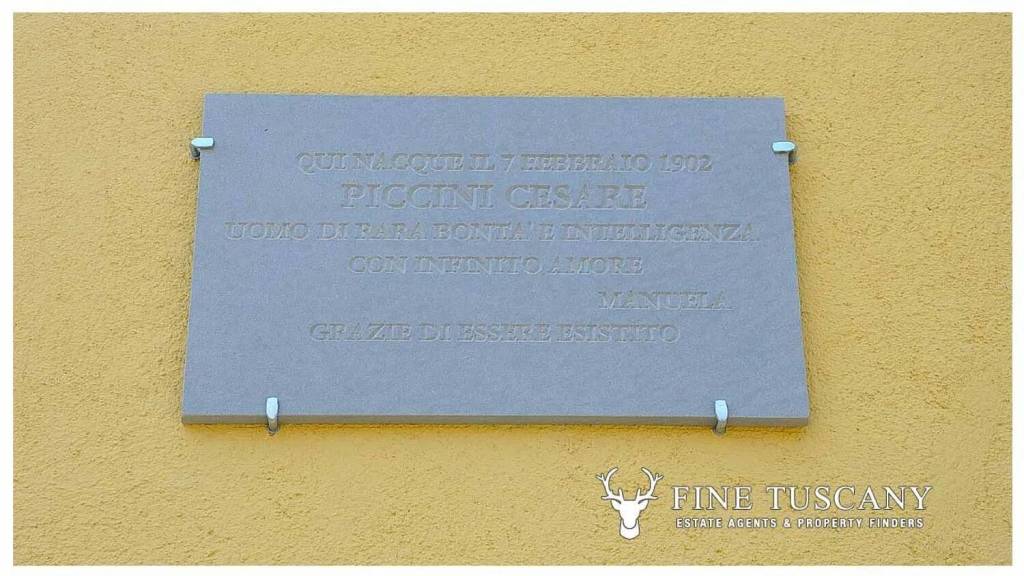 QUI NACQUE IL 7 FEBBRAIO 1902
PICCINI CESARE
UOMO DI RARA BONTA' E INTELLIGENZA
CON INFINITO AMORE
MANUELA
GRAZIE DI ESSERE ESISTITO
FINE TUSCANY
ESTATE AGENTS & PROPERTY FINDERS